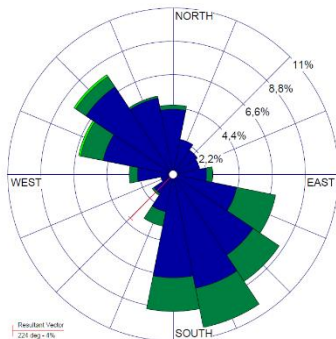 NORTH
11%
8,8%
6,6%
4,4%
2,2%
WEST
EAST
SOUTH
Resultant Vector
224 deg - 4%